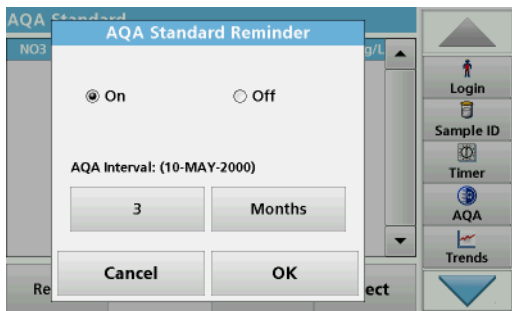 AQA Standard
AQA Standard Reminder
NO3
g/L
On
Off
AQA Interval: (10-MAY-2000)
3
Months
Cancel
OK
Re
ect
Login
Sample ID
Timer
AQA
Trends